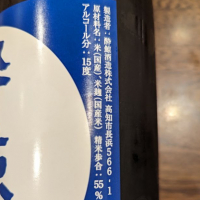 製造者：酔鯨酒造株式会社 高知市長浜566-1
原材料名：米(国産)、米麹(国産米) 精米歩合：55%
アルコール分：15度